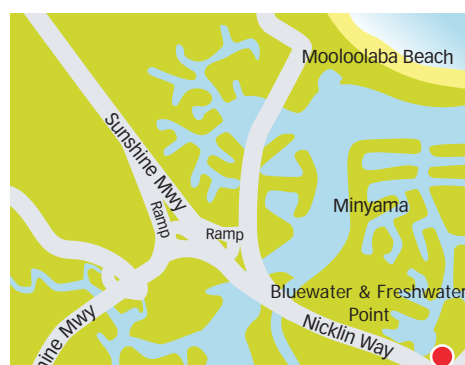 Mooloolaba Beach
Sunshine Mwy
Minyama
Ramp
Ramp
Bluewater & Freshwater
Point
Nicklin Way
hine Mwy